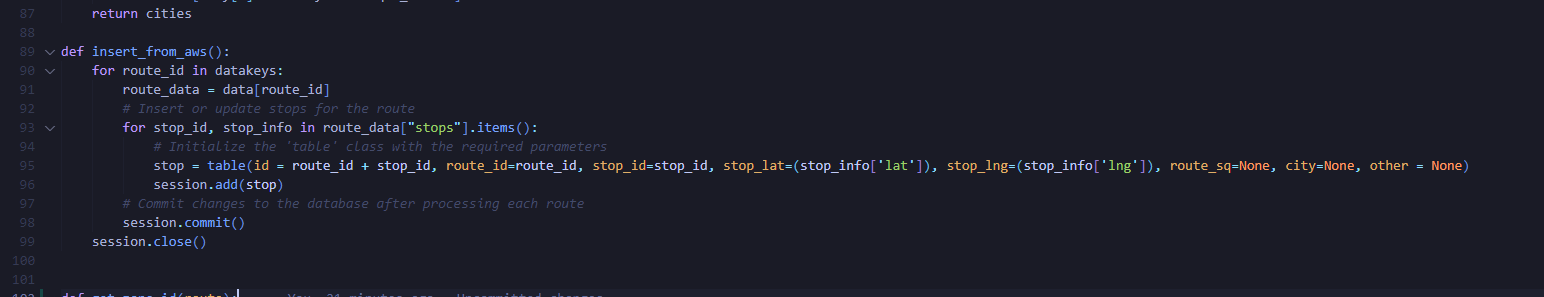 87 return cities
88
89 def insert_from_aws():
90 for route_id in datakeys:
91 route_data = data[route_id]
92 # Insert or update stops for the route
93 for stop_id, stop_info in route_data["stops"].items():
94 # Initialize the 'table' class with the required parameters
95 stop = table(id = route_id + stop_id, route_id=route_id, stop_id=stop_id, stop_lat=(stop_info['lat']), stop_lng=(stop_info['lng']), route_sq=None, city=None, other = None)
96 session.add(stop)
97 # Commit changes to the database after processing each route
98 session.commit()
99 session.close()
100
101